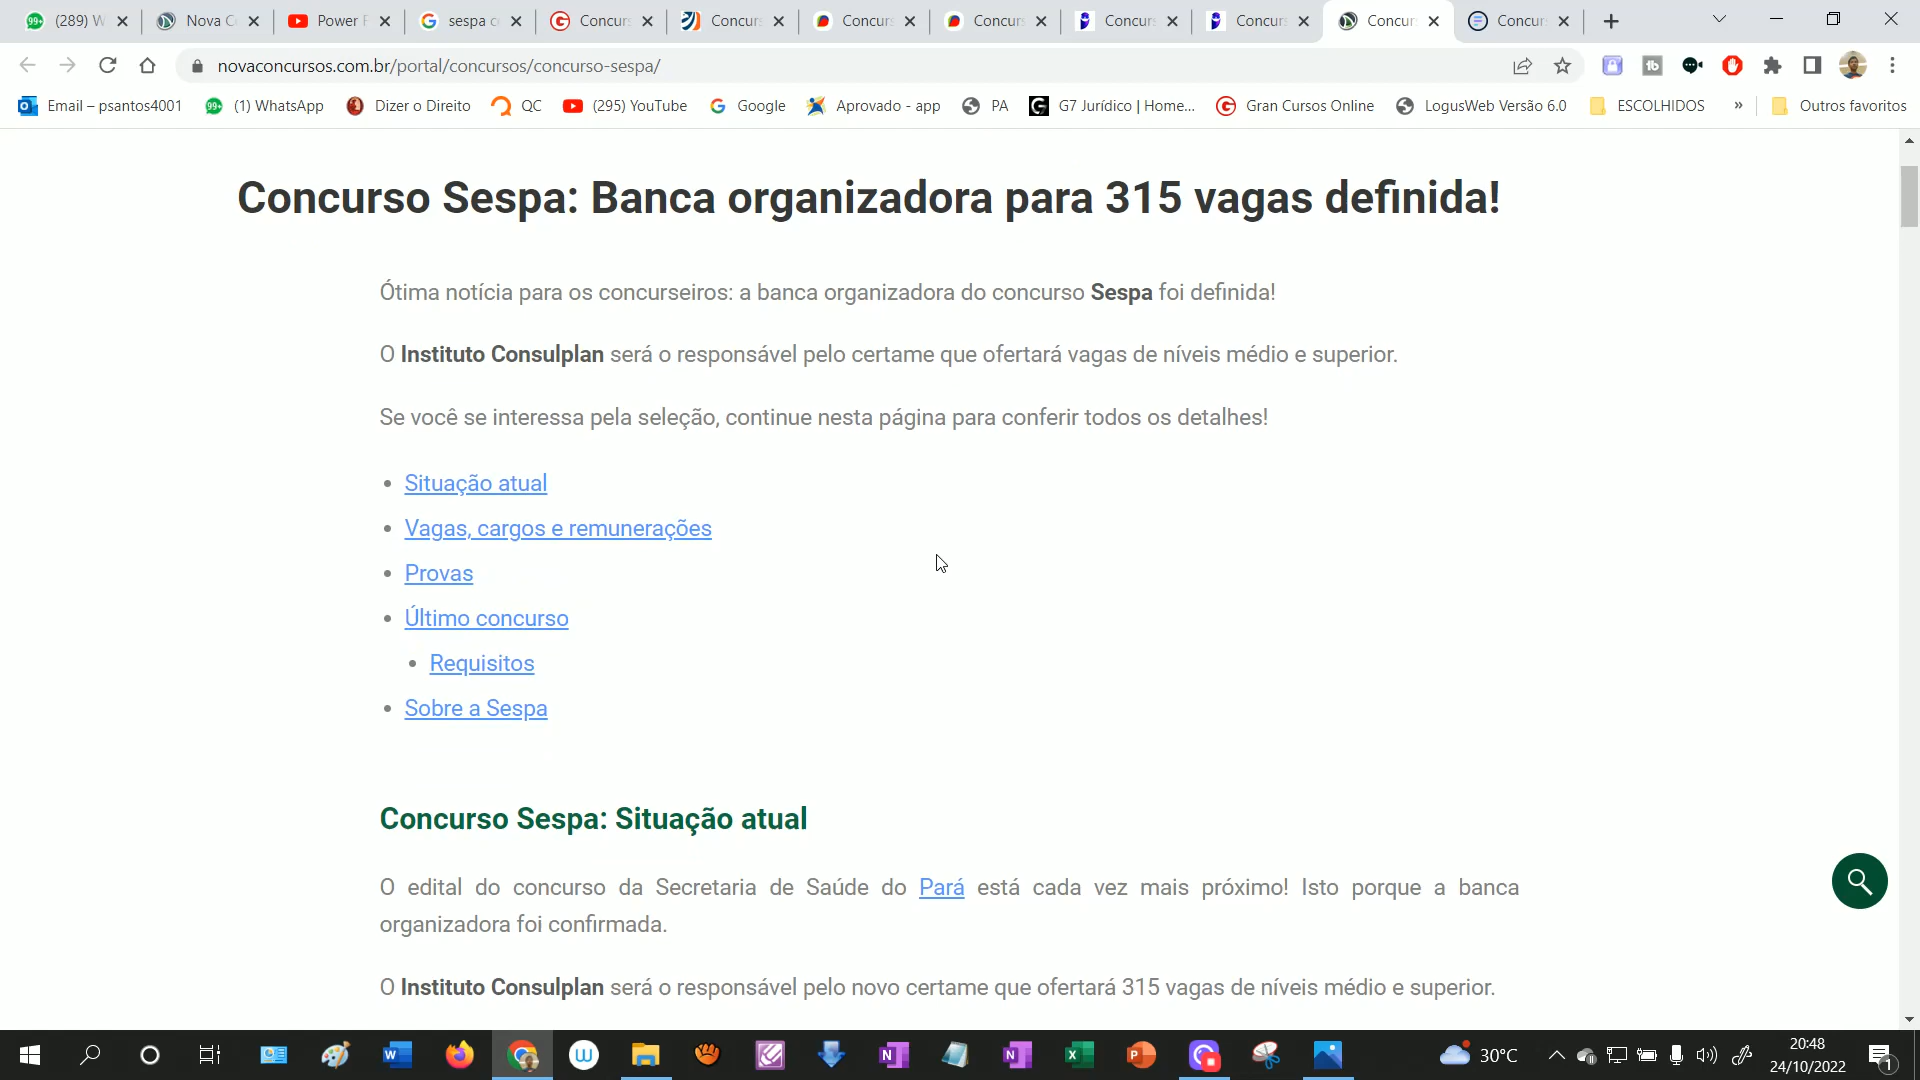 (289) W
Nova C
Power
sespa c
Concurs
Concurs
Concurs
Concurs
Concurs
Concurs
Concur
Concur
novaconcursos.com.br/portal/concursos/concurso-sespa/
Email – psantos4001
(1) WhatsApp
Dizer o Direito
QC
(295) YouTube
Google
Aprovado - app
PA
G7 Jurídico | Home...
Gran Cursos Online
LogusWeb Versão 6.0
ESCOLHIDOS
»
Outros favoritos
Concurso Sespa: Banca organizadora para 315 vagas definida!
Ótima notícia para os concurseiros: a banca organizadora do concurso Sespa foi definida!
O Instituto Consulplan será o responsável pelo certame que ofertará vagas de níveis médio e superior.
Se você se interessa pela seleção, continue nesta página para conferir todos os detalhes!
• Situação atual
• Vagas, cargos e remunerações
• Provas
• Último concurso
• Requisitos
• Sobre a Sespa
Concurso Sespa: Situação atual
O edital do concurso da Secretaria de Saúde do Pará está cada vez mais próximo! Isto porque a banca
organizadora foi confirmada.
O Instituto Consulplan será o responsável pelo novo certame que ofertará 315 vagas de níveis médio e superior.
30°C
20:48
24/10/2022
1